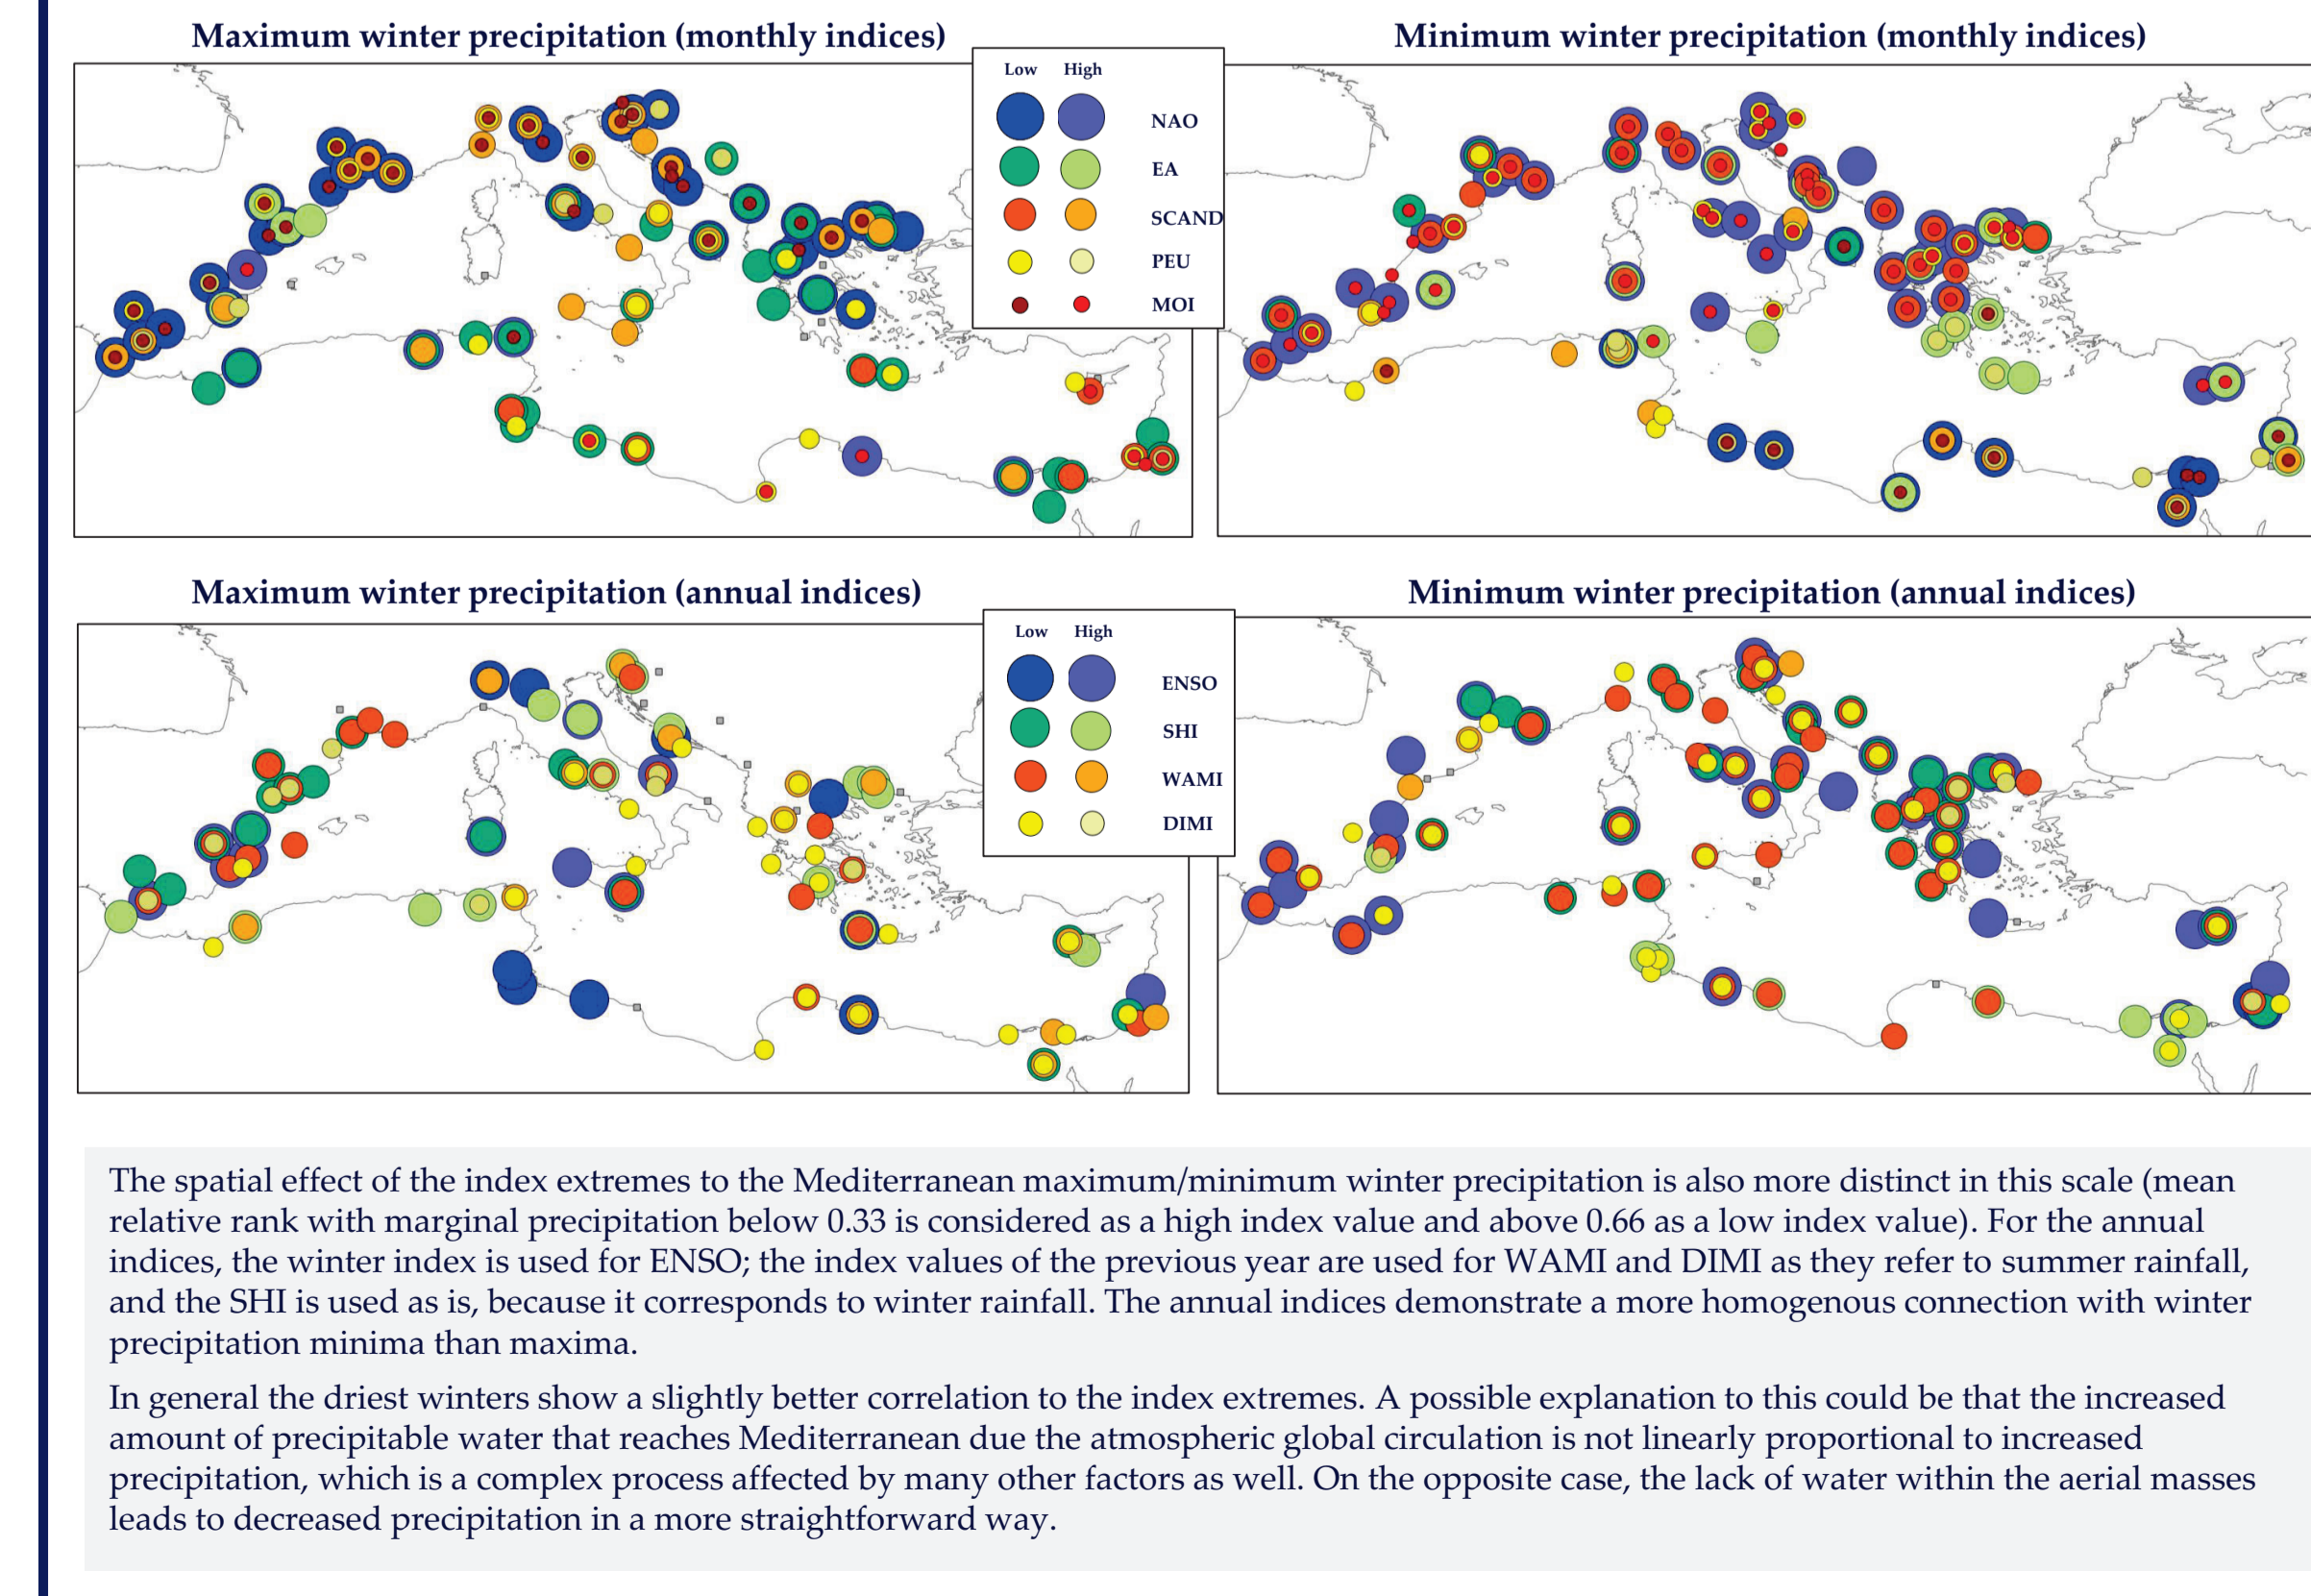 Maximum winter precipitation (monthly indices)
Minimum winter precipitation (monthly indices)
Low High
NAO
EA
SCAND
PEU
MOI
Maximum winter precipitation (annual indices)
Minimum winter precipitation (annual indices)
Low High
ENSO
SHI
WAMI
DIMI
The spatial effect of the index extremes to the Mediterranean maximum/minimum winter precipitation is also more distinct in this scale (mean
relative rank with marginal precipitation below 0.33 is considered as a high index value and above 0.66 as a low index value). For the annual
indices, the winter index is used for ENSO; the index values of the previous year are used for WAMI and DIMI as they refer to summer rainfall,
and the SHI is used as is, because it corresponds to winter rainfall. The annual indices demonstrate a more homogenous connection with winter
precipitation minima than maxima.
In general the driest winters show a slightly better correlation to the index extremes. A possible explanation to this could be that the increased
amount of precipitable water that reaches Mediterranean due the atmospheric global circulation is not linearly proportional to increased
precipitation, which is a complex process affected by many other factors as well. On the opposite case, the lack of water within the aerial masses
leads to decreased precipitation in a more straightforward way.